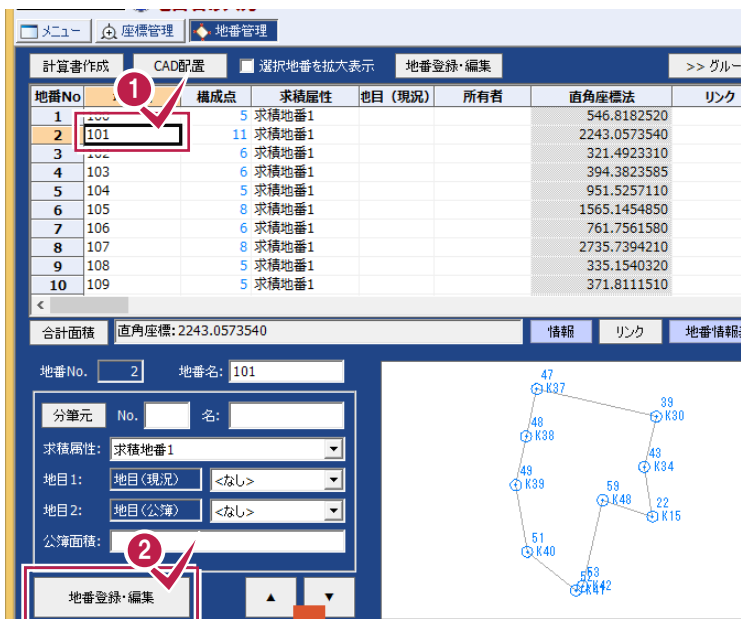 メニュー 座標管理 地番管理
計算書作成 CAD配置 選択地番を拡大表示 地番登録・編集 >> グルー
1
地番No 構成点 求積属性 地目（現況） 所有者 直角座標法 リンク
1 5 求積地番1 546.8182520
2 101 11 求積地番1 2243.0573540
3 102 6 求積地番1 321.4923310
4 103 6 求積地番1 394.3823585
5 104 5 求積地番1 951.5257110
6 105 8 求積地番1 1565.1454850
7 106 6 求積地番1 761.7561580
8 107 8 求積地番1 2735.7394210
9 108 5 求積地番1 335.1540320
10 109 5 求積地番1 371.8111510
合計面積 直角座標:2243.0573540 情報 リンク 地番情報
地番No. 2 地番名: 101
分筆元 No. 名:
求積属性: 求積地番1
地目1: 地目(現況) <なし>
地目2: 地目(公簿) <なし>
公簿面積:
2
地番登録・編集 ▲ ▼
47
K37
39
K30
48
K38
43
K34
49
K39
59
K48
22
K15
51
K40
53
K42